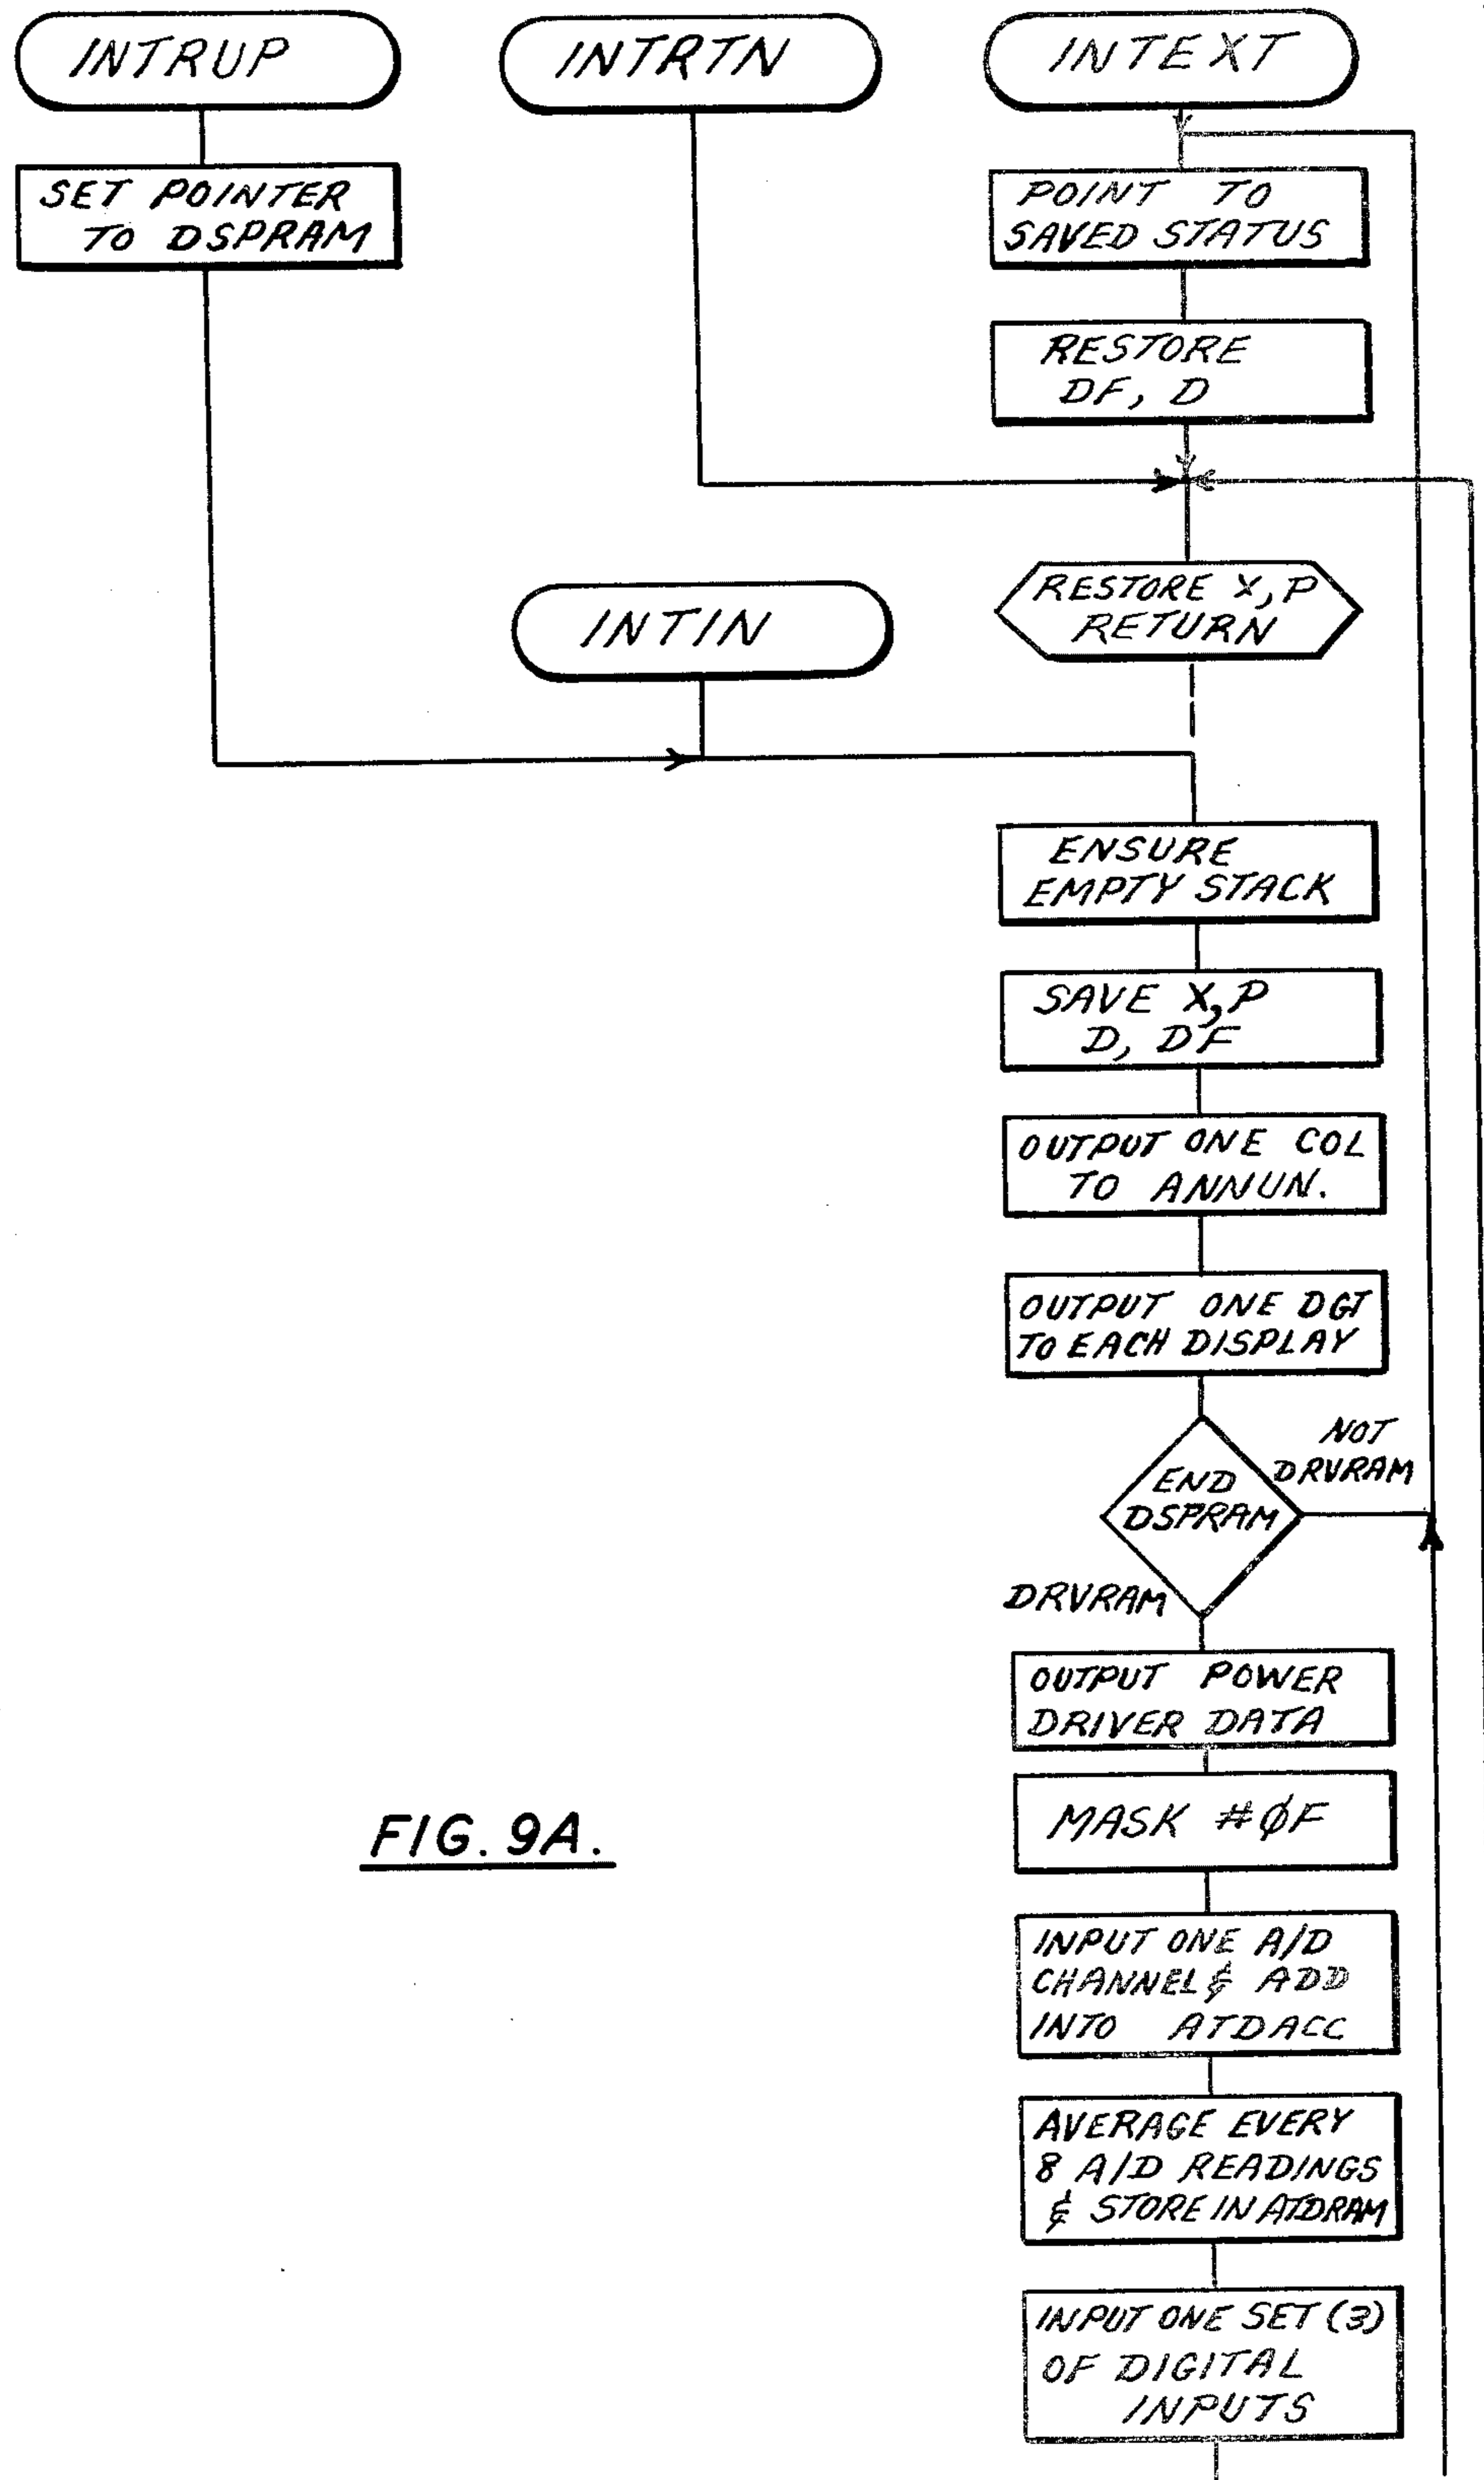 INTRUP
INTRTN
INTEXT
SET POINTER
TO DSPRAM
POINT TO
SAVED STATUS
RESTORE
DF, D
RESTORE X, P
RETURN
INTIN
ENSURE
EMPTY STACK
SAVE X, P
D, DF
OUTPUT ONE COL
TO ANNUN.
OUTPUT ONE DGT
TO EACH DISPLAY
NOT
DRVRAM
END
DSPRAM
DRVRAM
OUTPUT POWER
DRIVER DATA
MASK #ØF
FIG. 9A.
INPUT ONE A/D
CHANNEL & ADD
INTO ATDACC
AVERAGE EVERY
8 A/D READINGS
& STORE IN ATDRAM
INPUT ONE SET (3)
OF DIGITAL
INPUTS